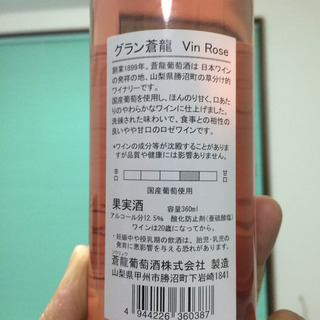 グラン蒼龍 Vin Rose
創業1899年。蒼龍葡萄酒は日本ワイン
の発祥の地、山梨県勝沼町の草分け的
ワイナリーです。
国産葡萄を使用し、ほんのり甘く、口あた
りのやわらかなワインに仕上げました。
洗練された味わいで、食事との相性の
良いやや甘口のロゼワインです。
*ワインの成分等が沈殿することがありま
すが品質や健康には影響ありません。
辛口 甘口
国産葡萄使用
果実酒 容量360ml
アルコール分12.5% 酸化防止剤(亜硫酸塩)
ワインは20歳になってから。
・妊娠中や授乳期の飲酒は、胎児・乳児の
発育に悪影響を与える恐れがあります。
蒼龍葡萄酒株式会社 製造
山梨県甲州市勝沼町下岩崎1841
4 944226 360387